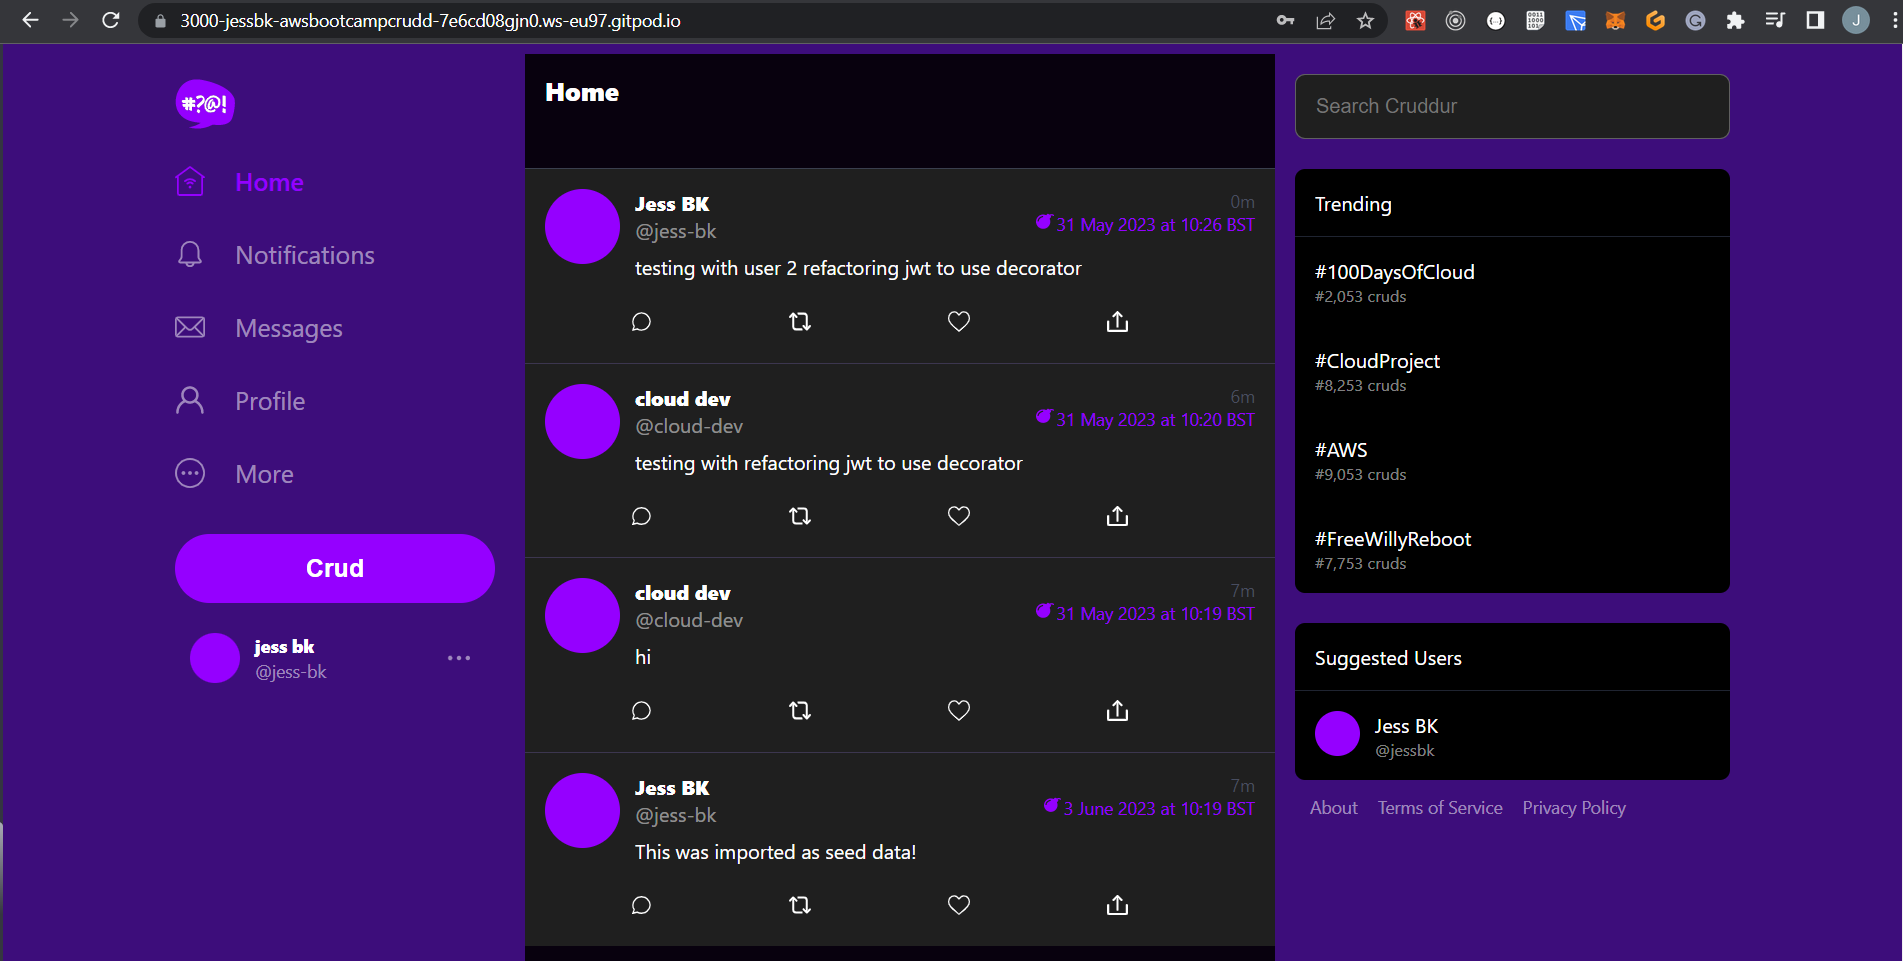 3000-jessbk-awsbootcampcrudd-7e6cd08gjn0.ws-eu97.gitpod.io
J
#?@!
Home
Notifications
Messages
Profile
More
Crud
jess bk
@jess-bk
Home
Jess BK
@jess-bk
0m
31 May 2023 at 10:26 BST
testing with user 2 refactoring jwt to use decorator
cloud dev
@cloud-dev
6m
31 May 2023 at 10:20 BST
testing with refactoring jwt to use decorator
cloud dev
@cloud-dev
7m
31 May 2023 at 10:19 BST
hi
Jess BK
@jess-bk
7m
3 June 2023 at 10:19 BST
This was imported as seed data!
Search Cruddur
Trending
#100DaysOfCloud
#2,053 cruds
#CloudProject
#8,253 cruds
#AWS
#9,053 cruds
#FreeWillyReboot
#7,753 cruds
Suggested Users
Jess BK
@jessbk
About Terms of Service Privacy Policy